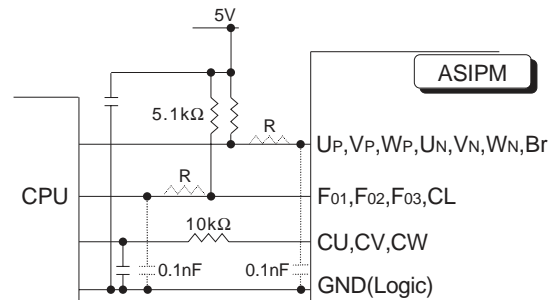 5V
ASIPM
5.1kΩ
R
UP,VP,WP,UN,VN,WN,Br
R
CPU
F01,F02,F03,CL
10kΩ
CU,CV,CW
0.1nF
0.1nF
GND(Logic)